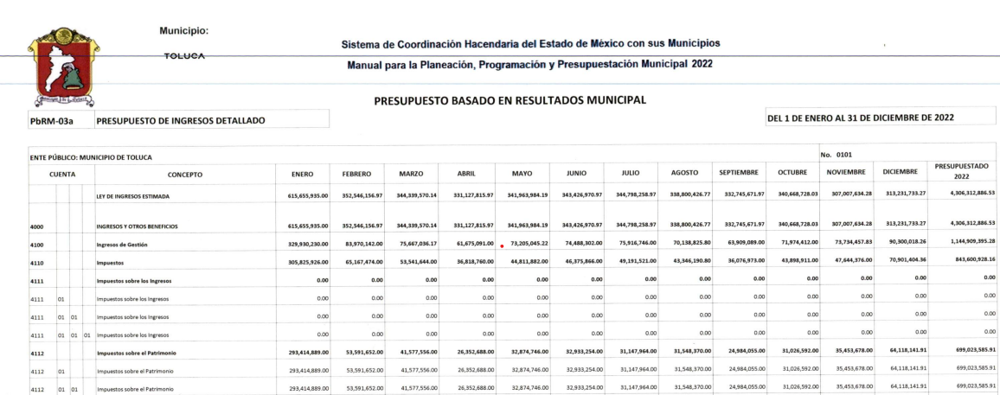 Municipio:
TOLUCA
Sistema de Coordinación Hacendaria del Estado de México con sus Municipios
Manual para la Planeación, Programación y Presupuestación Municipal 2022
PRESUPUESTO BASADO EN RESULTADOS MUNICIPAL
PbRM-03a PRESUPUESTO DE INGRESOS DETALLADO DEL 1 DE ENERO AL 31 DE DICIEMBRE DE 2022
ENTE PÚBLICO: MUNICIPIO DE TOLUCA No. 0101
CUENTA CONCEPTO ENERO FEBRERO MARZO ABRIL MAYO JUNIO JULIO AGOSTO SEPTIEMBRE OCTUBRE NOVIEMBRE DICIEMBRE PRESUPUESTADO 2022
LEY DE INGRESOS ESTIMADA 615,655,935.00 352,546,156.97 344,339,570.14 331,127,815.97 341,963,984.19 343,426,970.97 344,798,258.97 338,800,426.77 332,745,671.97 340,668,728.03 307,007,634.28 313,231,733.27 4,306,312,886.53
4000 INGRESOS Y OTROS BENEFICIOS 615,655,935.00 352,546,156.97 344,339,570.14 331,127,815.97 341,963,984.19 343,426,970.97 344,798,258.97 338,800,426.77 332,745,671.97 340,668,728.03 307,007,634.28 313,231,733.27 4,306,312,886.53
4100 Ingresos de Gestión 329,930,230.00 83,970,142.00 75,667,036.17 61,675,091.00 73,205,045.22 74,488,302.00 75,916,746.00 70,138,825.80 63,909,089.00 71,974,412.00 73,734,457.83 90,300,018.26 1,144,909,395.28
4110 Impuestos 305,825,926.00 65,167,474.00 53,541,644.00 36,818,760.00 44,811,882.00 46,375,866.00 49,191,521.00 43,346,190.80 36,076,973.00 43,898,911.00 47,644,376.00 70,901,404.36 843,600,928.16
4111 Impuestos sobre los Ingresos 0.00 0.00 0.00 0.00 0.00 0.00 0.00 0.00 0.00 0.00 0.00 0.00 0.00
4111 01 Impuestos sobre los Ingresos 0.00 0.00 0.00 0.00 0.00 0.00 0.00 0.00 0.00 0.00 0.00 0.00 0.00
4111 01 01 Impuestos sobre los Ingresos 0.00 0.00 0.00 0.00 0.00 0.00 0.00 0.00 0.00 0.00 0.00 0.00 0.00
4111 01 01 01 Impuestos sobre los Ingresos 0.00 0.00 0.00 0.00 0.00 0.00 0.00 0.00 0.00 0.00 0.00 0.00 0.00
4112 Impuestos sobre el Patrimonio 293,414,889.00 53,591,652.00 41,577,556.00 26,352,688.00 32,874,746.00 32,933,254.00 31,147,964.00 31,548,370.00 24,984,055.00 31,026,592.00 35,453,678.00 64,118,141.91 699,023,585.91
4112 01 Impuestos sobre el Patrimonio 293,414,889.00 53,591,652.00 41,577,556.00 26,352,688.00 32,874,746.00 32,933,254.00 31,147,964.00 31,548,370.00 24,984,055.00 31,026,592.00 35,453,678.00 64,118,141.91 699,023,585.91
4112 01 01 Impuestos sobre el Patrimonio 293,414,889.00 53,591,652.00 41,577,556.00 26,352,688.00 32,874,746.00 32,933,254.00 31,147,964.00 31,548,370.00 24,984,055.00 31,026,592.00 35,453,678.00 64,118,141.91 699,023,585.91